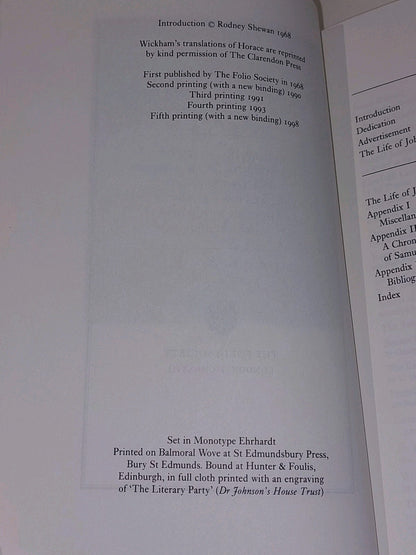 Introduction © Rodney Shewan 1968
Wickham's translations of Horace are reprinted
by kind permission of The Clarendon Press
First published by The Folio Society in 1968
Second printing (with a new binding) 1990
Third printing 1991
Fourth printing 1993
Fifth printing (with a new binding) 1998
Set in Monotype Ehrhardt
Printed on Balmoral Wove at St Edmundsbury Press,
Bury St Edmunds. Bound at Hunter & Foulis,
Edinburgh, in full cloth printed with an engraving
of 'The Literary Party' (Dr Johnson's House Trust)
Introduction
Dedication
Advertisement
The Life of
The Life of
Appendix I
Appendix II
A Chron
of Samu
Appendix
Bibliog
Index